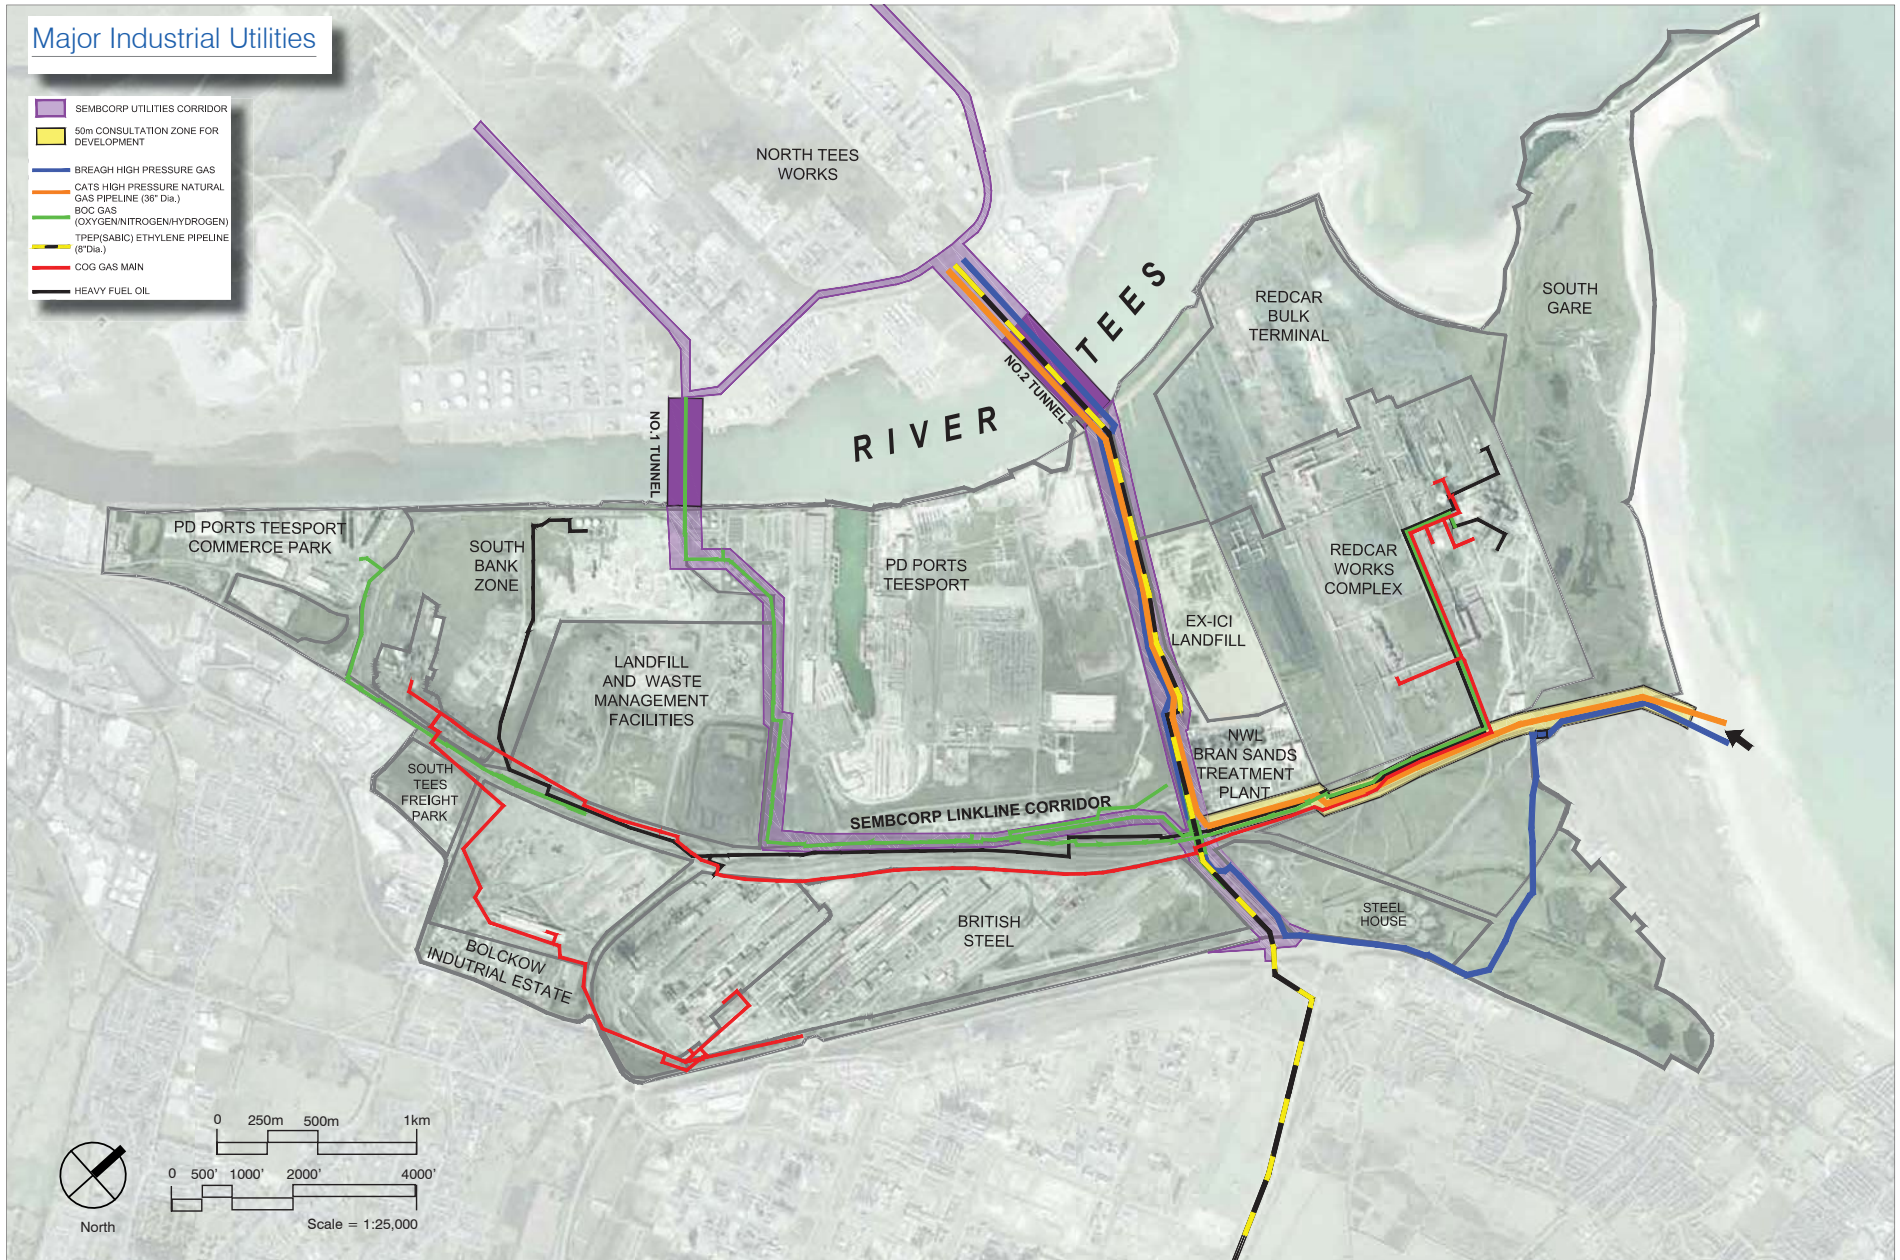 Major Industrial Utilities
SEMBCORP UTILITIES CORRIDOR
50m CONSULTATION ZONE FOR
DEVELOPMENT
BREAGH HIGH PRESSURE GAS
CATS HIGH PRESSURE NATURAL
GAS PIPELINE (36" Dia.)
BOC GAS
(OXYGEN/NITROGEN/HYDROGEN)
TPEP(SABIC) ETHYLENE PIPELINE
(8"Dia.)
COG GAS MAIN
HEAVY FUEL OIL
NORTH TEES
WORKS
RIVER TEES
NO.1 TUNNEL
NO.2 TUNNEL
REDCAR
BULK
TERMINAL
SOUTH
GARE
PD PORTS TEESPORT
COMMERCE PARK
SOUTH
BANK
ZONE
PD PORTS
TEESPORT
REDCAR
WORKS
COMPLEX
EX-ICI
LANDFILL
LANDFILL
AND WASTE
MANAGEMENT
FACILITIES
NWL
BRAN SANDS
TREATMENT
PLANT
SOUTH
TEES
FREIGHT
PARK
SEMBCORP LINKLINE CORRIDOR
BRITISH
STEEL
STEEL
HOUSE
BOLCKOW
INDUTRIAL ESTATE
0 250m 500m 1km
0 500' 1000' 2000' 4000'
Scale = 1:25,000
North